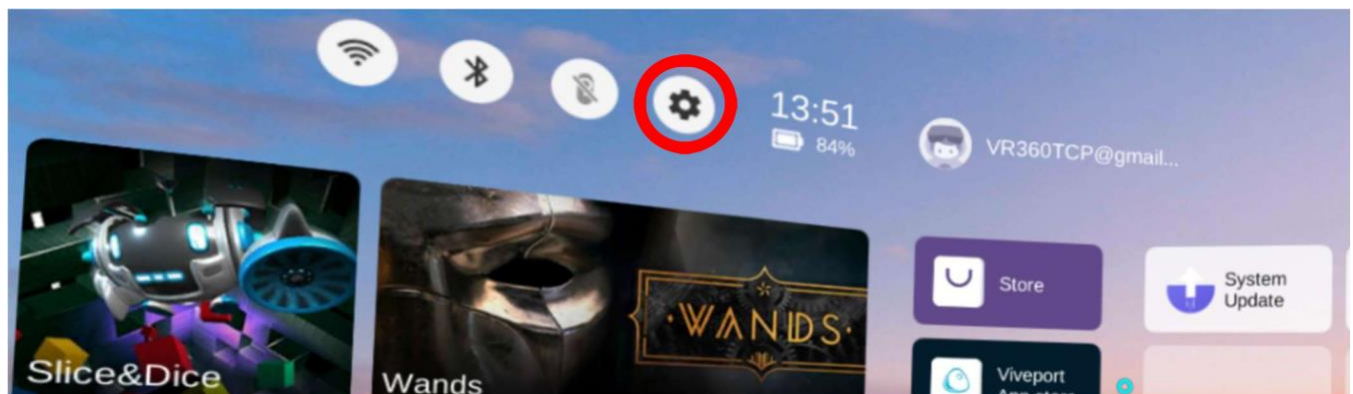 13:51
84%
VR360TCP@gmail...
Slice&Dice
WANDS
Wands
Store
System
Update
Viveport